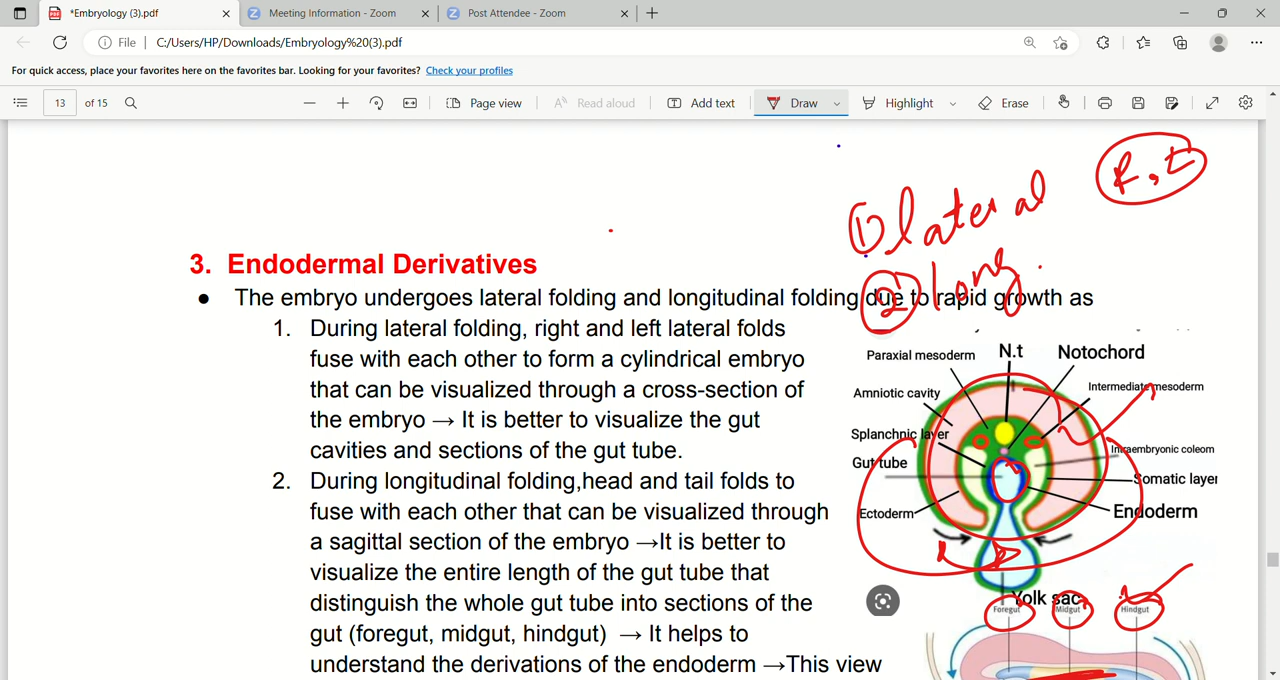 *Embryology (3).pdf
Meeting Information - Zoom
Post Attendee - Zoom
File
C:/Users/HP/Downloads/Embryology%20(3).pdf
For quick access, place your favorites here on the favorites bar. Looking for your favorites? Check your profiles
13 of 15
Page view
Read aloud
Add text
Draw
Highlight
Erase
① lateral
② long.
3. Endodermal Derivatives
● The embryo undergoes lateral folding and longitudinal folding due to rapid growth as
1. During lateral folding, right and left lateral folds
fuse with each other to form a cylindrical embryo
that can be visualized through a cross-section of
the embryo → It is better to visualize the gut
cavities and sections of the gut tube.
2. During longitudinal folding,head and tail folds to
fuse with each other that can be visualized through
a sagittal section of the embryo →It is better to
visualize the entire length of the gut tube that
distinguish the whole gut tube into sections of the
gut (foregut, midgut, hindgut) → It helps to
understand the derivations of the endoderm →This view
Paraxial mesoderm
N.t
Notochord
Amniotic cavity
Intermediate mesoderm
Splanchnic layer
Intraembryonic coleom
Gut tube
Somatic layer
Ectoderm
Endoderm
Yolk sac
Foregut
Midgut
Hindgut